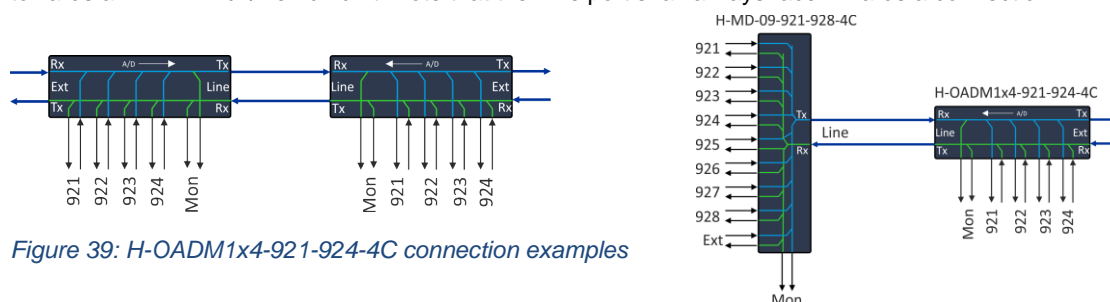 H-MD-09-921-928-4C
921
922
923
924
925
926
927
928
Ext
Mon
Tx
Rx
Line
H-OADM1x4-921-924-4C
Rx A/D Tx
Line Ext
Tx Rx
Mon 921 922 923 924
Rx A/D Tx
Ext Line
Tx Rx
921 922 923 924 Mon
Rx A/D Tx
Line Ext
Tx Rx
Mon 921 922 923 924
Figure 39: H-OADM1x4-921-924-4C connection examples